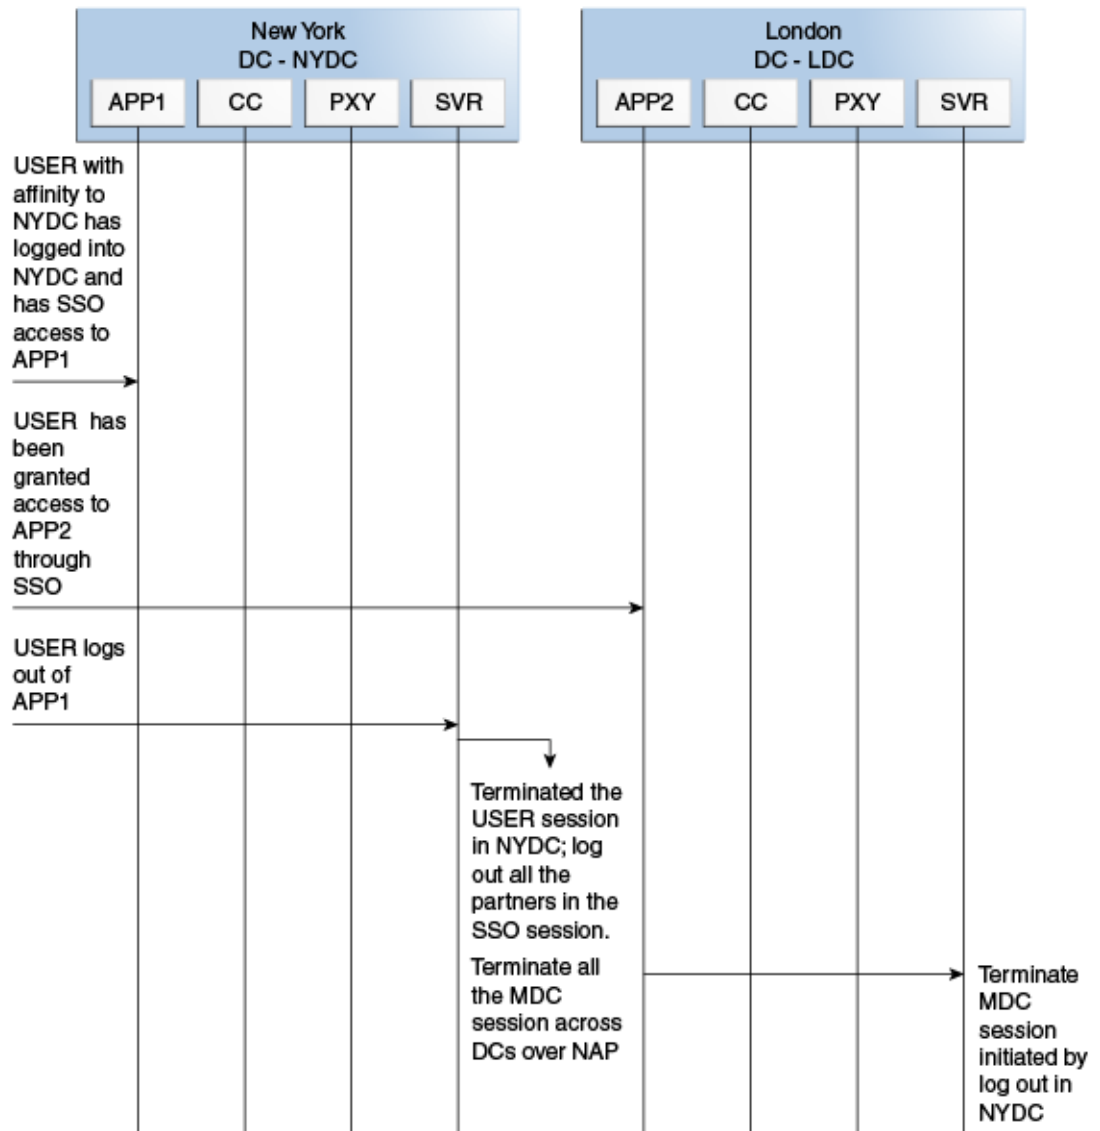 New York
DC - NYDC
London
DC - LDC
APP1
CC
PXY
SVR
APP2
CC
PXY
SVR
USER with
affinity to
NYDC has
logged into
NYDC and
has SSO
access to
APP1
USER has
been
granted
access to
APP2
through
SSO
USER logs
out of
APP1
Terminated the
USER session
in NYDC; log
out all the
partners in the
SSO session.
Terminate all
the MDC
session across
DCs over NAP
Terminate
MDC
session
initiated by
log out in
NYDC